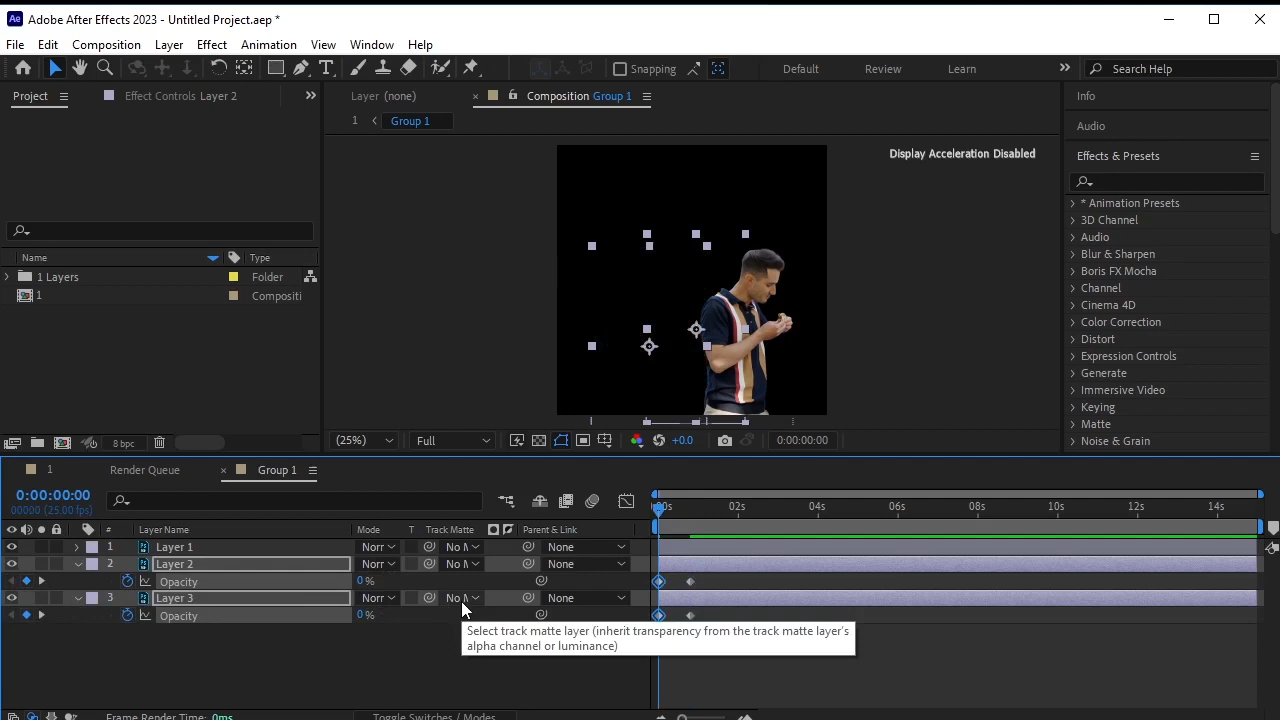 Ae Adobe After Effects 2023 - Untitled Project.aep *
File Edit Composition Layer Effect Animation View Window Help
Snapping Default Review Learn Search Help
Project Effect Controls Layer 2 Layer (none) Composition Group 1 Info
1 Group 1
Audio
Display Acceleration Disabled Effects & Presets
* Animation Presets
3D Channel
Audio
Blur & Sharpen
Boris FX Mocha
Channel
Cinema 4D
Color Correction
Distort
Expression Controls
Generate
Immersive Video
Keying
Matte
Noise & Grain
Name Type
1 Layers Folder
1 Compositi
8 bpc (25%) Full +0.0 0:00:00:00
1 Render Queue Group 1
0:00:00:00
00000 (25.00 fps)
:00s 02s 04s 06s 08s 10s 12s 14s
# Layer Name Mode T Track Matte Parent & Link
1 Layer 1 Norr No M None
2 Layer 2 Norr No M None
Opacity 0 %
3 Layer 3 Norr No M None
Opacity 0 %
Select track matte layer (inherit transparency from the track matte layer's
alpha channel or luminance)
Frame Render Time: 0ms Toggle Switches / Modes